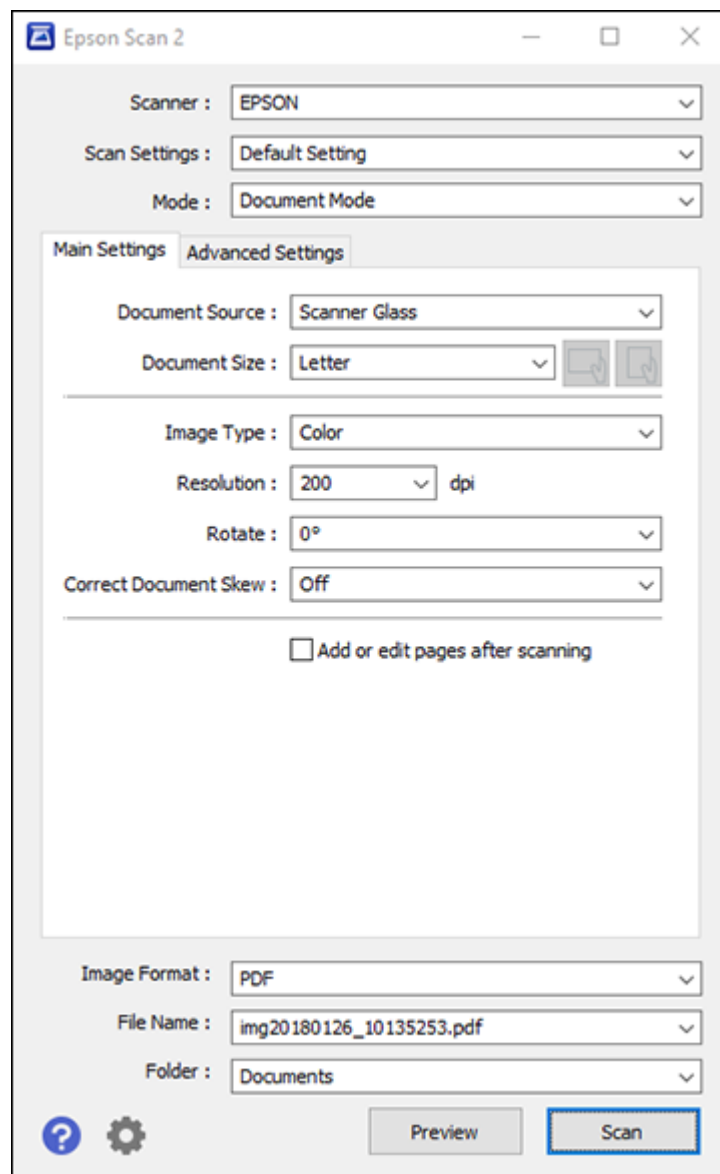 Epson Scan 2
Scanner : EPSON
Scan Settings : Default Setting
Mode : Document Mode
Main Settings Advanced Settings
Document Source : Scanner Glass
Document Size : Letter
Image Type : Color
Resolution : 200 dpi
Rotate : 0°
Correct Document Skew : Off
Add or edit pages after scanning
Image Format : PDF
File Name : img20180126_10135253.pdf
Folder : Documents
? Preview Scan